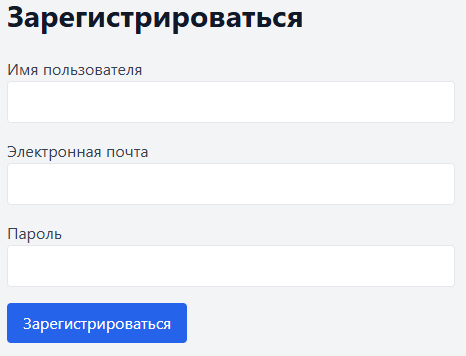 Зарегистрироваться
Имя пользователя
Электронная почта
Пароль
Зарегистрироваться